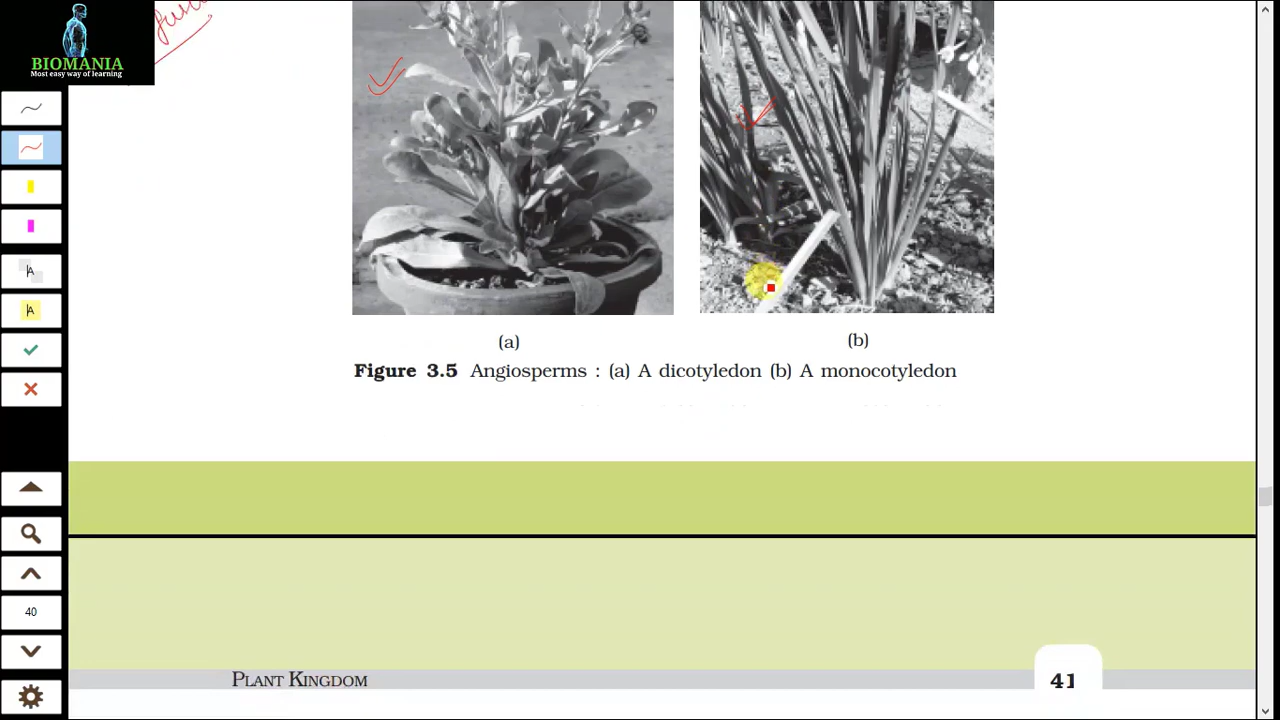 BIOMANIA
Most easy way of learning
(a)
(b)
Figure 3.5 Angiosperms : (a) A dicotyledon (b) A monocotyledon
A
A
40
PLANT KINGDOM
41